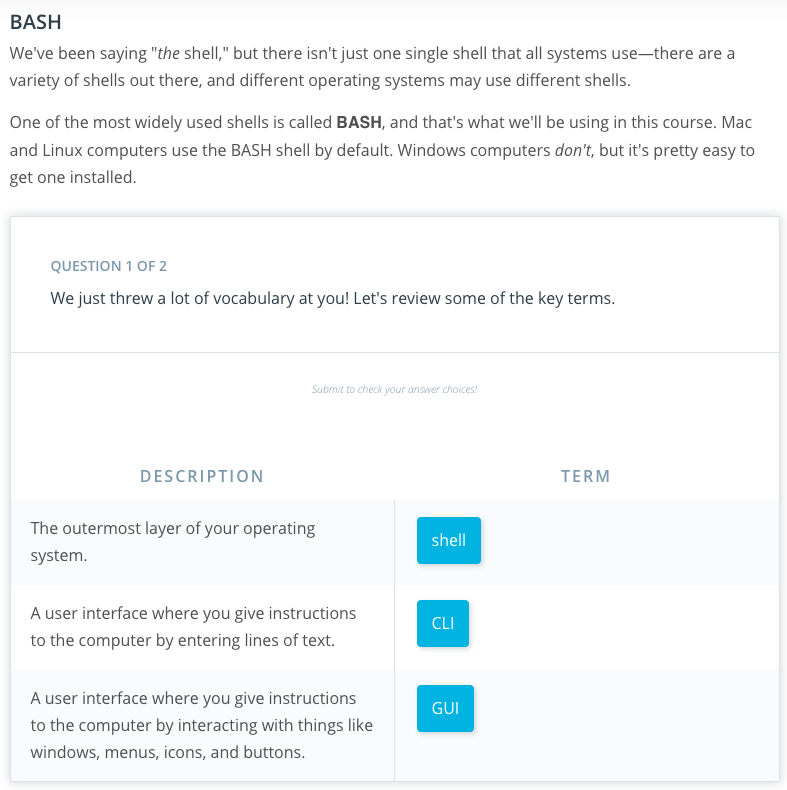 BASH
We've been saying "the shell," but there isn't just one single shell that all systems use—there are a
variety of shells out there, and different operating systems may use different shells.
One of the most widely used shells is called BASH, and that's what we'll be using in this course. Mac
and Linux computers use the BASH shell by default. Windows computers don't, but it's pretty easy to
get one installed.
QUESTION 1 OF 2
We just threw a lot of vocabulary at you! Let's review some of the key terms.
Submit to check your answer choices!
DESCRIPTION TERM
The outermost layer of your operating
system.
shell
A user interface where you give instructions
to the computer by entering lines of text.
CLI
A user interface where you give instructions
to the computer by interacting with things like
windows, menus, icons, and buttons.
GUI